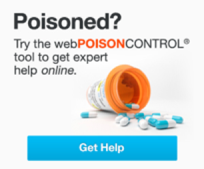 Poisoned?
Try the webPOISONCONTROL®
tool to get expert
help online.
Get Help